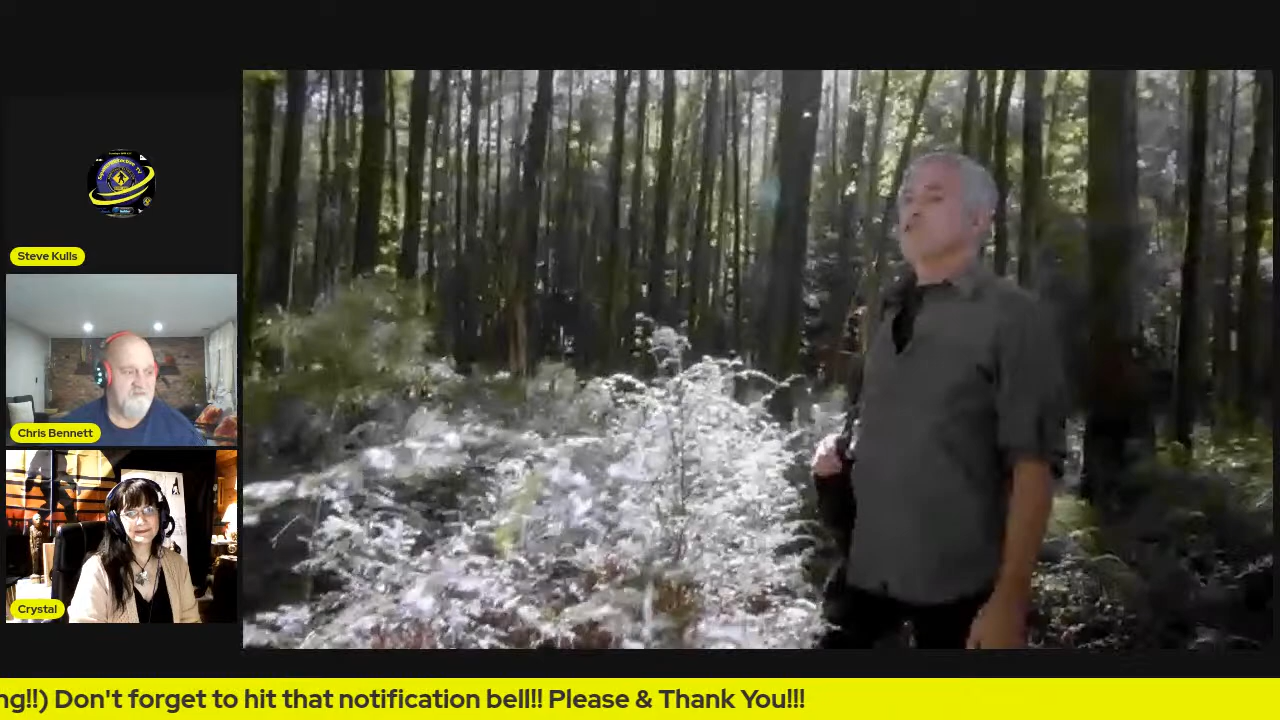 Steve Kulls
Chris Bennett
Crystal
ng!!) Don't forget to hit that notification bell!! Please & Thank You!!!